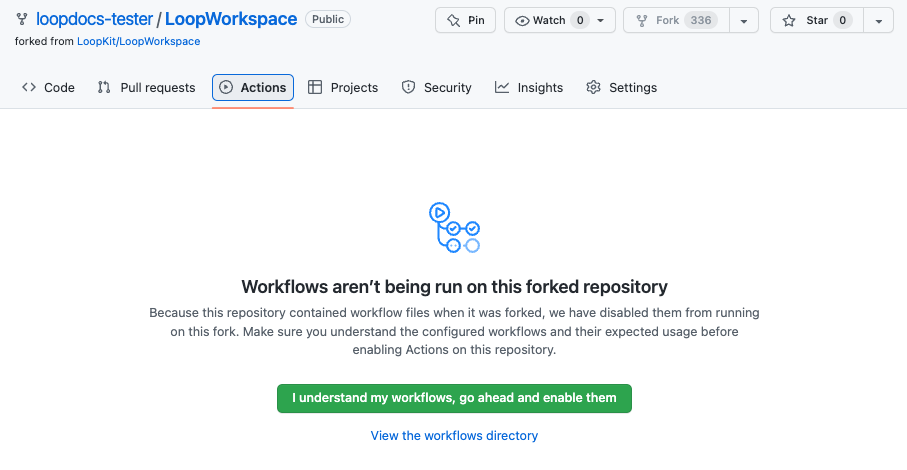 loopdocs-tester / LoopWorkspace Public Pin Watch 0 Fork 336 Star 0
forked from LoopKit/LoopWorkspace
Code Pull requests Actions Projects Security Insights Settings
Workflows aren’t being run on this forked repository
Because this repository contained workflow files when it was forked, we have disabled them from running
on this fork. Make sure you understand the configured workflows and their expected usage before
enabling Actions on this repository.
I understand my workflows, go ahead and enable them
View the workflows directory